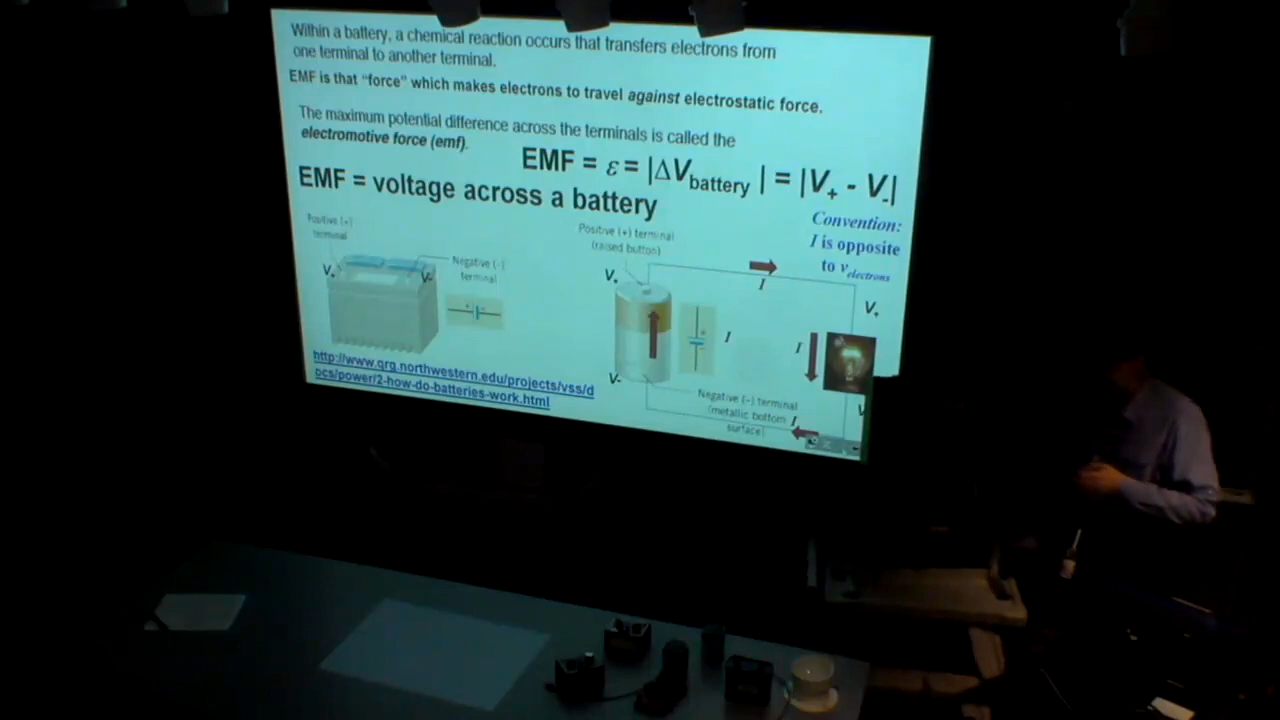 Within a battery, a chemical reaction occurs that transfers electrons from
one terminal to another terminal.
EMF is that “force” which makes electrons to travel against electrostatic force.
The maximum potential difference across the terminals is called the
electromotive force (emf).
EMF = ε = |ΔVbattery | = |V+ - V-|
EMF = voltage across a battery
Convention:
I is opposite
to velectrons
Positive (+)
terminal
V+
V-
Negative (-)
terminal
+
-
http://www.qrg.northwestern.edu/projects/vss/d
ocs/power/2-how-do-batteries-work.html
Positive (+) terminal
(raised button)
V+
I
V+
+
I
I
V-
Negative (-) terminal
(metallic bottom
surface)
I
V